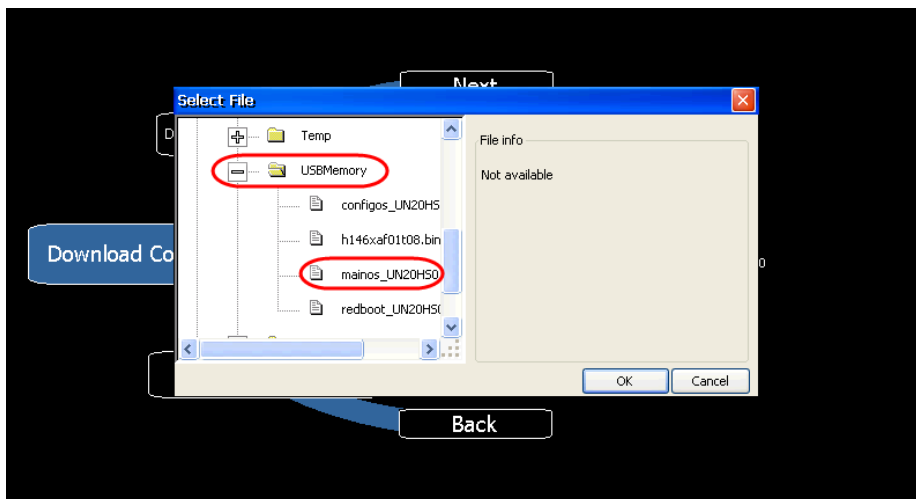 Next
Select File
D
Temp
File info
USBMemory
Not available
configos_UN20HS
h146xaf01t08.bin
Download Co
mainos_UN20HS0
0
redboot_UN20HS0
OK
Cancel
Back